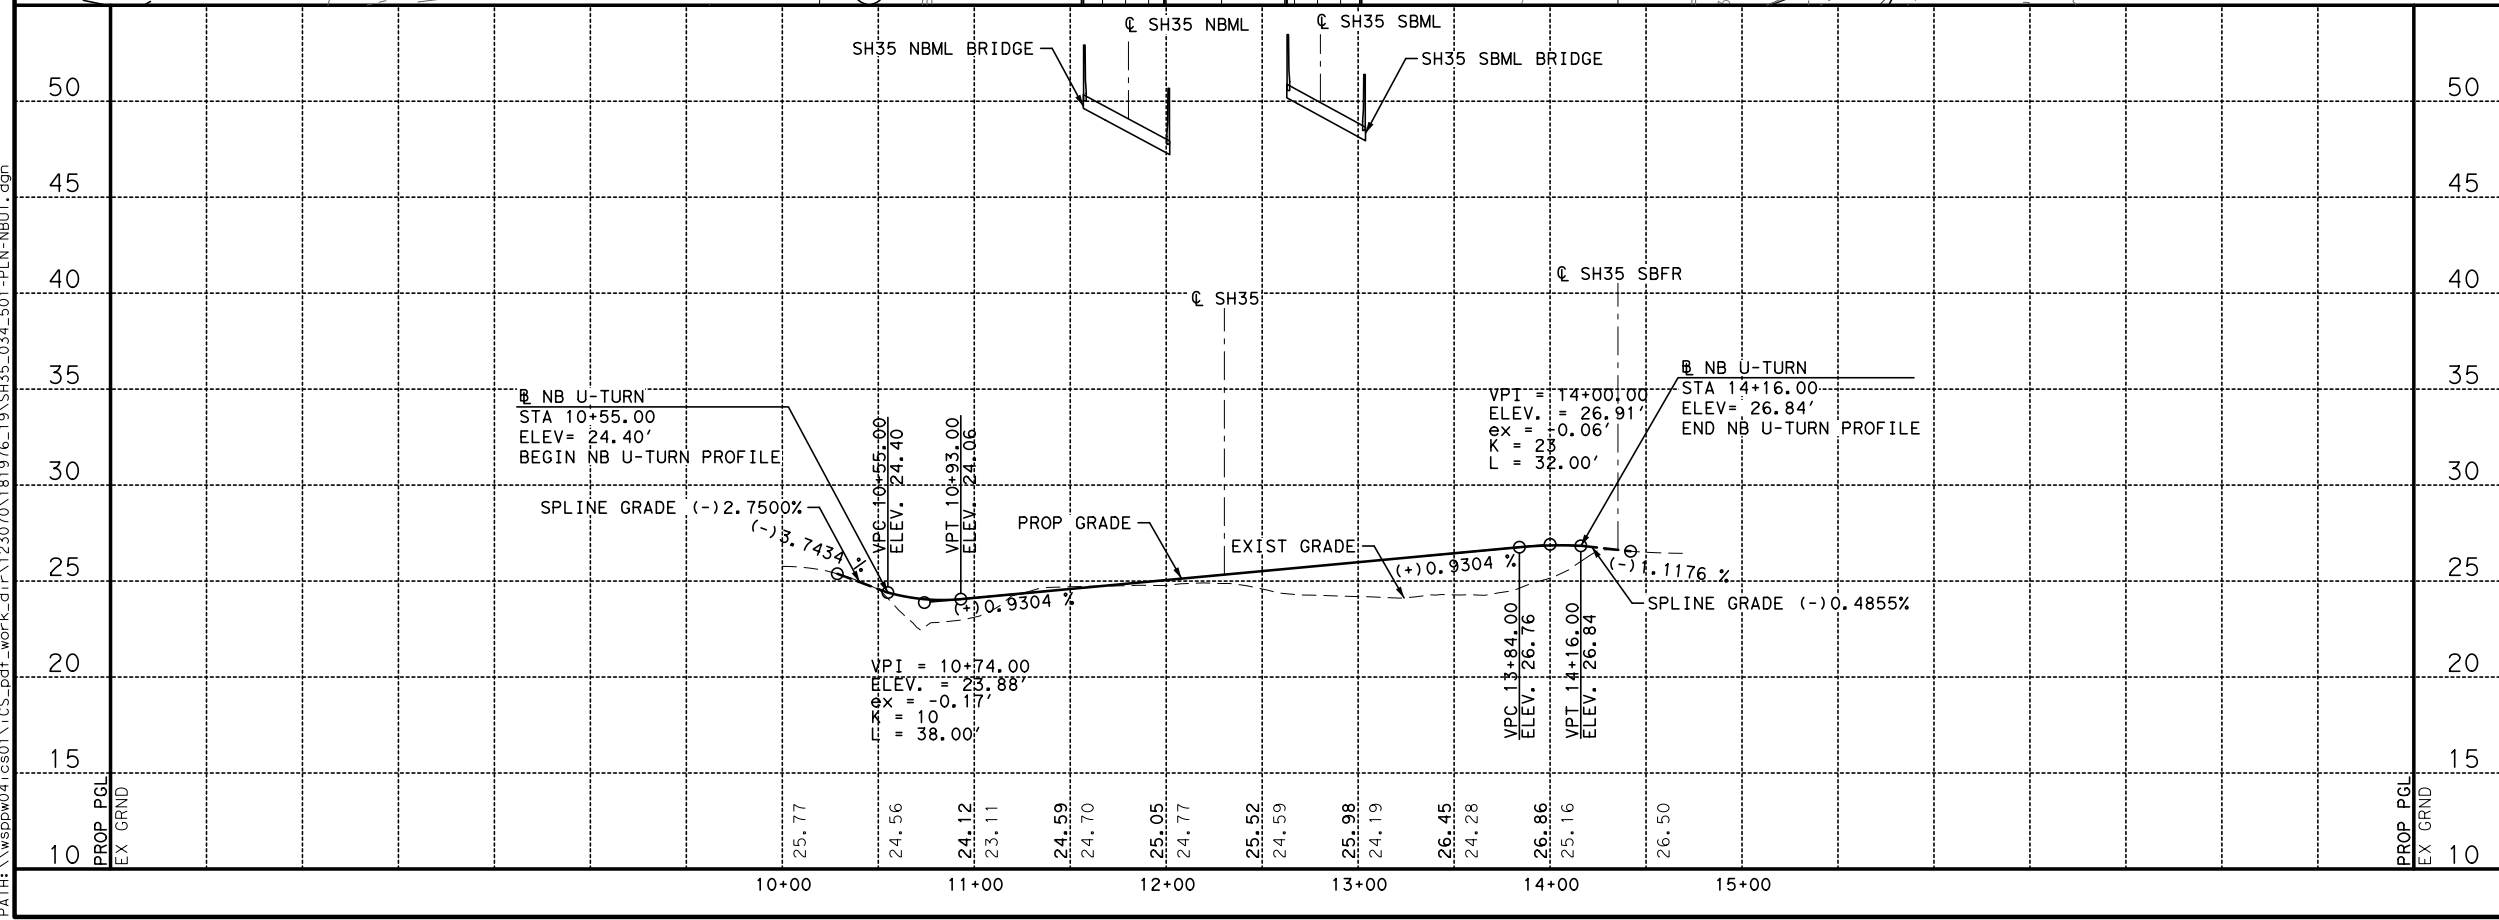 ℄ SH35 NBML
℄ SH35 SBML
SH35 NBML BRIDGE
SH35 SBML BRIDGE
50
50
45
45
40
40
35
35
30
30
25
25
20
20
15
15
10
10
℄ SH35
℄ SH35 SBFR
NB U-TURN
STA 10+55.00
ELEV= 24.40'
BEGIN NB U-TURN PROFILE
SPLINE GRADE (-)2.7500%
(-)3.7434 %
VPC 10+55.00
ELEV. 24.40
VPT 10+93.00
ELEV. 24.06
(+)0.9304 %
VPI = 10+74.00
ELEV. = 23.88'
ex = -0.17'
K = 10
L = 38.00'
PROP GRADE
EXIST GRADE
(+)0.9304 %
VPI = 14+00.00
ELEV. = 26.91'
ex = -0.06'
K = 23
L = 32.00'
NB U-TURN
STA 14+16.00
ELEV= 26.84'
END NB U-TURN PROFILE
(-)1.1176 %
SPLINE GRADE (-)0.4855%
VPC 13+84.00
ELEV. 26.76
VPT 14+16.00
ELEV. 26.84
PROP PGL
EX GRND
25.77
24.56
24.12
23.11
24.59
24.70
25.05
24.77
25.52
24.59
25.98
24.19
26.45
24.28
26.86
25.16
26.50
PROP PGL
EX GRND
10+00
11+00
12+00
13+00
14+00
15+00